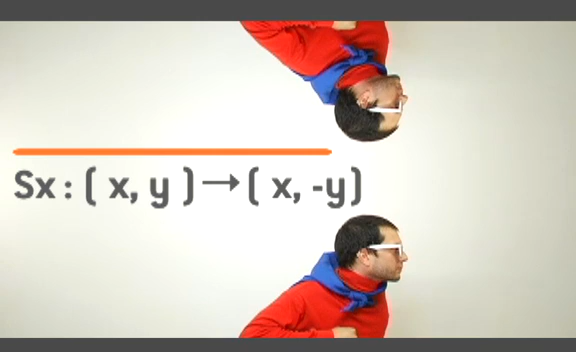 Sx : ( x, y ) → ( x, -y)